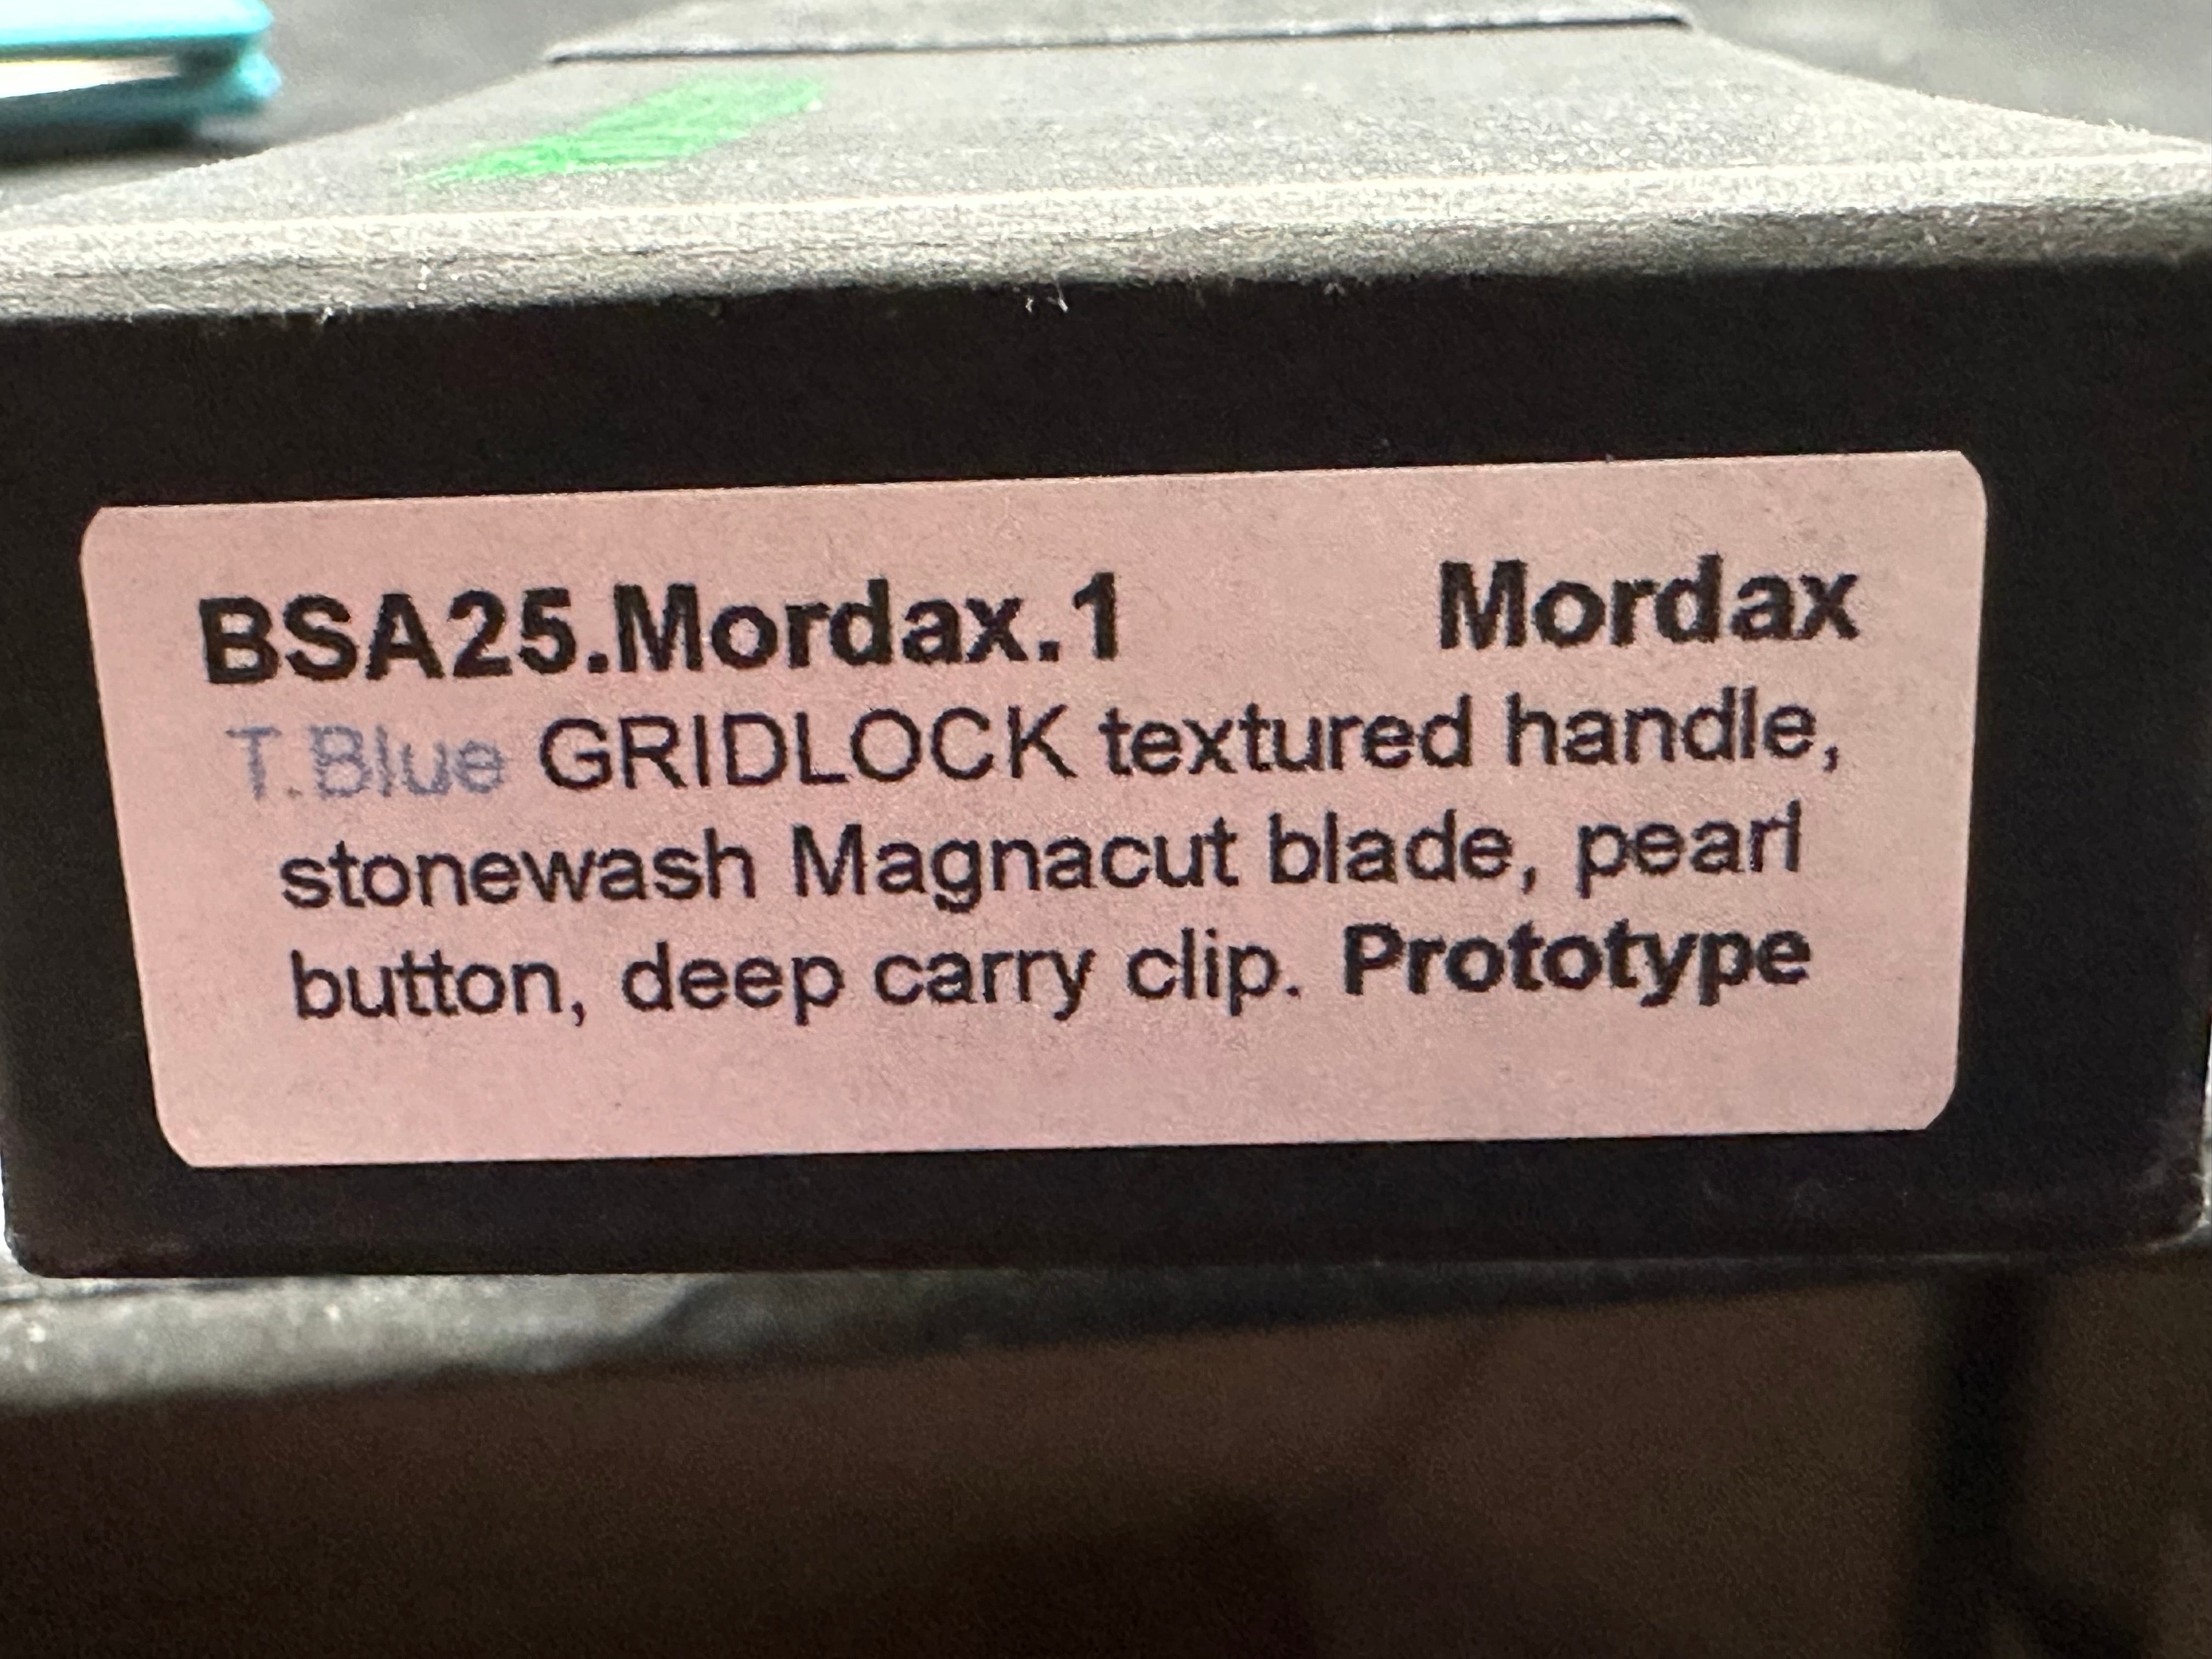 BSA25.Mordax.1 Mordax
T.Blue GRIDLOCK textured handle,
stonewash Magnacut blade, pearl
button, deep carry clip. Prototype